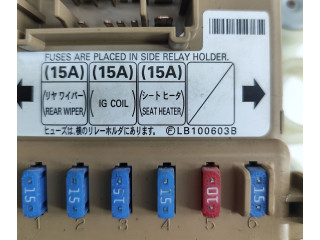 FUSES ARE PLACED IN SIDE RELAY HOLDER.
(15A) (15A) (15A)
(リヤ ワイパー) (シート ヒータ)
(REAR WIPER) (IG COIL) (SEAT HEATER)
ヒューズは、横のリレーホルダにあります。 Ⓕ LB100603B
15 15 15 15 10 15
1 2 3 4 5 6